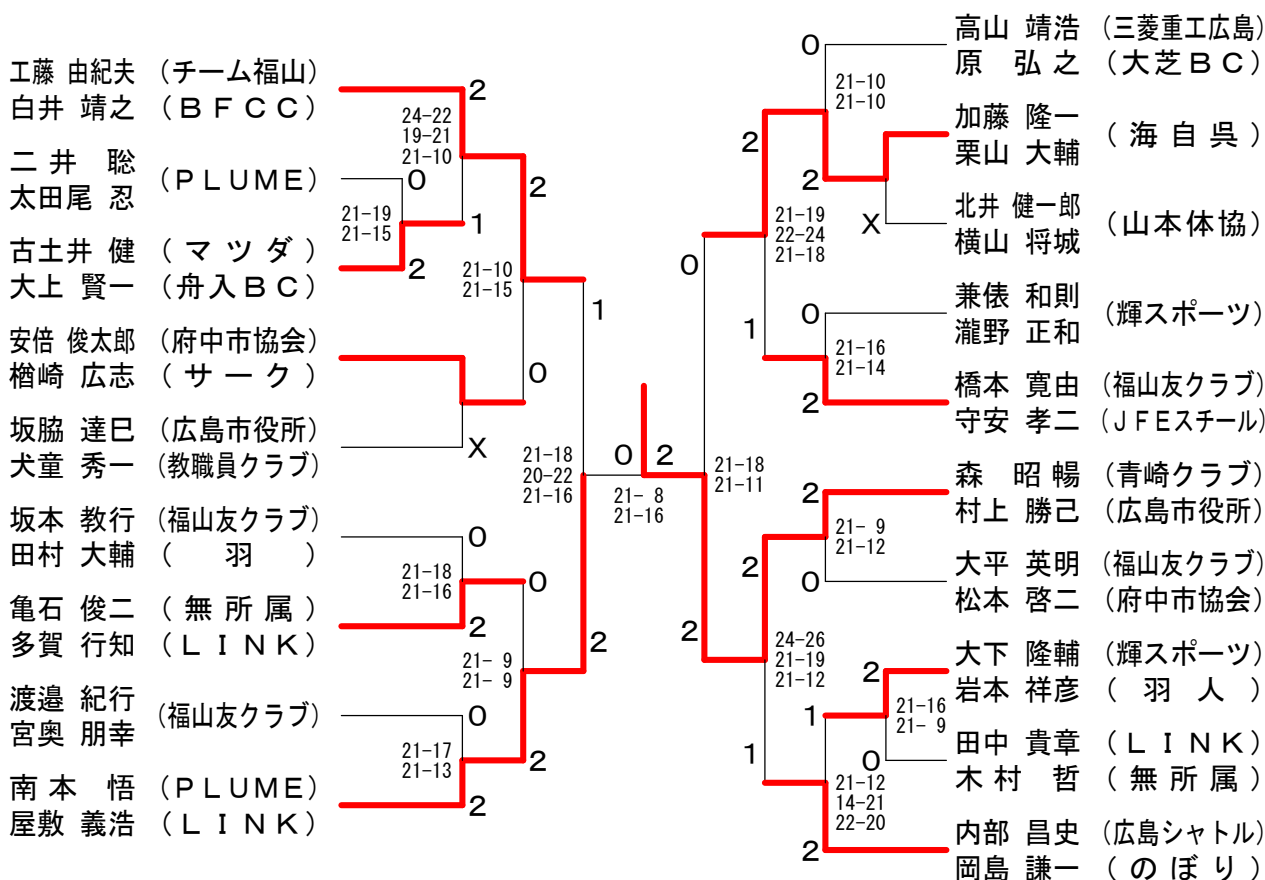 工藤 由紀夫 (チーム福山)
白井 靖之 (BFCC)
二井 聡
太田尾 忍
(PLUME)
古土井 健 (マツダ)
大上 賢一 (舟入BC)
安倍 俊太郎 (府中市協会)
楢崎 広志 (サーク)
坂脇 達巳 (広島市役所)
犬童 秀一 (教職員クラブ)
坂本 教行 (福山友クラブ)
田村 大輔 (羽 )
亀石 俊二 (無所属)
多賀 行知 (LINK)
渡邉 紀行
宮奥 朋幸
(福山友クラブ)
南本 悟 (PLUME)
屋敷 義浩 (LINK)
2
24-22
19-21
21-10
0
21-19
21-15
1
2
2
21-10
21-15
0
X
1
0
21-18
21-16
2
0
21- 9
21- 9
0
21-17
21-13
2
2
2
21-18
20-22
21-16
0
2
21- 8
21-16
0
21-18
21-11
2
2
21-19
22-24
21-18
1
0
21-10
21-10
2
X
0
21-16
21-14
2
2
21- 9
21-12
0
2
24-26
21-19
21-12
1
2
21-16
21- 9
0
1
21-12
14-21
22-20
2
高山 靖浩 (三菱重工広島)
原 弘之 (大芝BC)
加藤 隆一
栗山 大輔
(海自呉)
北井 健一郎
横山 将城
(山本体協)
兼俵 和則
瀧野 正和
(輝スポーツ)
橋本 寛由 (福山友クラブ)
守安 孝二 (JFEスチール)
森 昭暢 (青崎クラブ)
村上 勝己 (広島市役所)
大平 英明 (福山友クラブ)
松本 啓二 (府中市協会)
大下 隆輔 (輝スポーツ)
岩本 祥彦 (羽人)
田中 貴章 (LINK)
木村 哲 (無所属)
内部 昌史 (広島シャトル)
岡島 謙一 (のぼり)